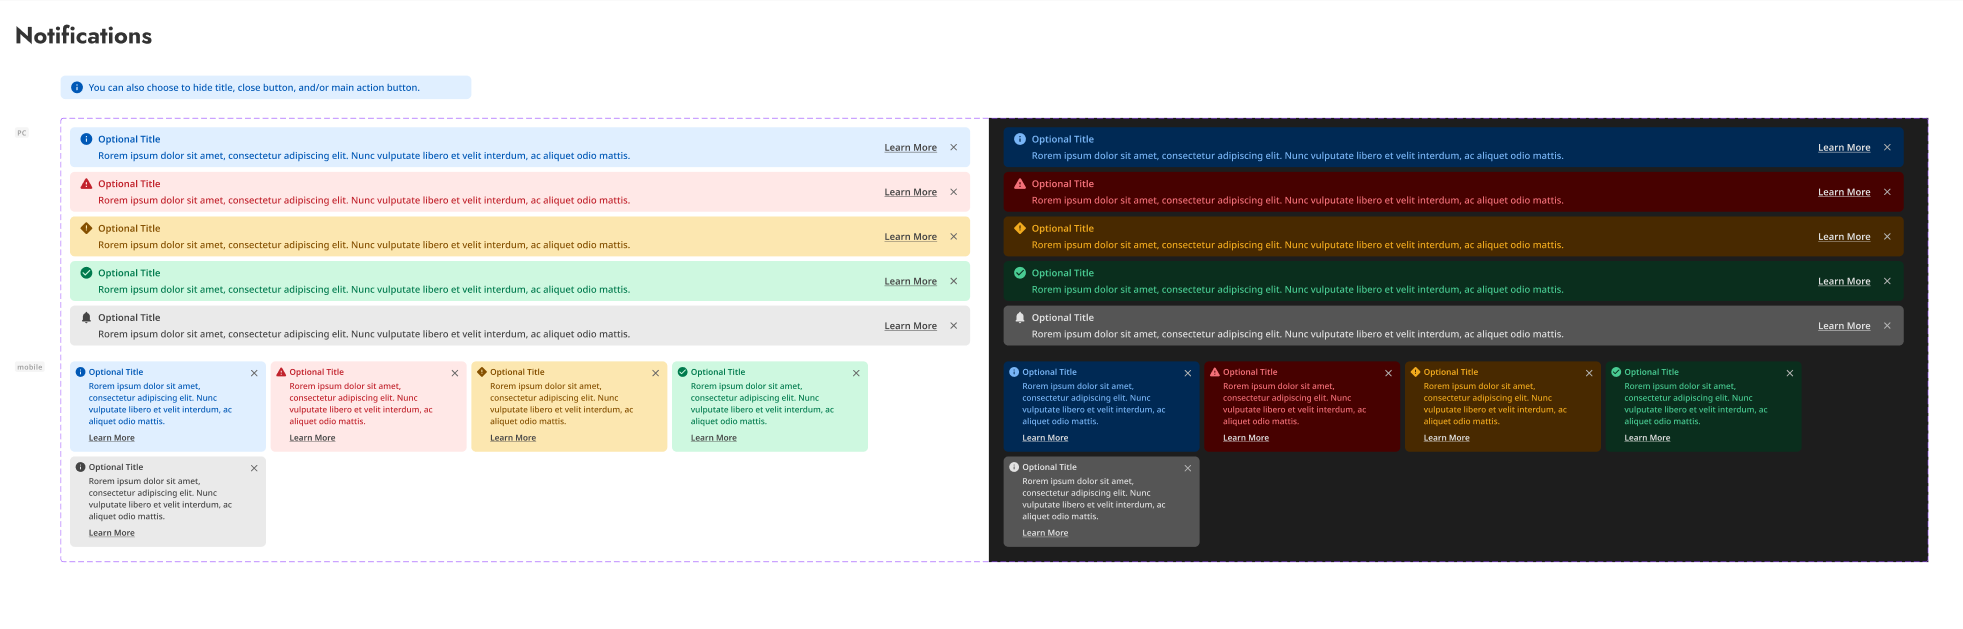 Notifications
You can also choose to hide title, close button, and/or main action button.
PC
Optional Title
Rorem ipsum dolor sit amet, consectetur adipiscing elit. Nunc vulputate libero et velit interdum, ac aliquet odio mattis.
Learn More
Optional Title
Rorem ipsum dolor sit amet, consectetur adipiscing elit. Nunc vulputate libero et velit interdum, ac aliquet odio mattis.
Learn More
Optional Title
Rorem ipsum dolor sit amet, consectetur adipiscing elit. Nunc vulputate libero et velit interdum, ac aliquet odio mattis.
Learn More
Optional Title
Rorem ipsum dolor sit amet, consectetur adipiscing elit. Nunc vulputate libero et velit interdum, ac aliquet odio mattis.
Learn More
Optional Title
Rorem ipsum dolor sit amet, consectetur adipiscing elit. Nunc vulputate libero et velit interdum, ac aliquet odio mattis.
Learn More
Optional Title
Rorem ipsum dolor sit amet, consectetur adipiscing elit. Nunc vulputate libero et velit interdum, ac aliquet odio mattis.
Learn More
Optional Title
Rorem ipsum dolor sit amet, consectetur adipiscing elit. Nunc vulputate libero et velit interdum, ac aliquet odio mattis.
Learn More
Optional Title
Rorem ipsum dolor sit amet, consectetur adipiscing elit. Nunc vulputate libero et velit interdum, ac aliquet odio mattis.
Learn More
Optional Title
Rorem ipsum dolor sit amet, consectetur adipiscing elit. Nunc vulputate libero et velit interdum, ac aliquet odio mattis.
Learn More
Optional Title
Rorem ipsum dolor sit amet, consectetur adipiscing elit. Nunc vulputate libero et velit interdum, ac aliquet odio mattis.
Learn More
mobile
Optional Title
Rorem ipsum dolor sit amet,
consectetur adipiscing elit. Nunc
vulputate libero et velit interdum, ac
aliquet odio mattis.
Learn More
Optional Title
Rorem ipsum dolor sit amet,
consectetur adipiscing elit. Nunc
vulputate libero et velit interdum, ac
aliquet odio mattis.
Learn More
Optional Title
Rorem ipsum dolor sit amet,
consectetur adipiscing elit. Nunc
vulputate libero et velit interdum, ac
aliquet odio mattis.
Learn More
Optional Title
Rorem ipsum dolor sit amet,
consectetur adipiscing elit. Nunc
vulputate libero et velit interdum, ac
aliquet odio mattis.
Learn More
Optional Title
Rorem ipsum dolor sit amet,
consectetur adipiscing elit. Nunc
vulputate libero et velit interdum, ac
aliquet odio mattis.
Learn More
Optional Title
Rorem ipsum dolor sit amet,
consectetur adipiscing elit. Nunc
vulputate libero et velit interdum, ac
aliquet odio mattis.
Learn More
Optional Title
Rorem ipsum dolor sit amet,
consectetur adipiscing elit. Nunc
vulputate libero et velit interdum, ac
aliquet odio mattis.
Learn More
Optional Title
Rorem ipsum dolor sit amet,
consectetur adipiscing elit. Nunc
vulputate libero et velit interdum, ac
aliquet odio mattis.
Learn More
Optional Title
Rorem ipsum dolor sit amet,
consectetur adipiscing elit. Nunc
vulputate libero et velit interdum, ac
aliquet odio mattis.
Learn More
Optional Title
Rorem ipsum dolor sit amet,
consectetur adipiscing elit. Nunc
vulputate libero et velit interdum, ac
aliquet odio mattis.
Learn More